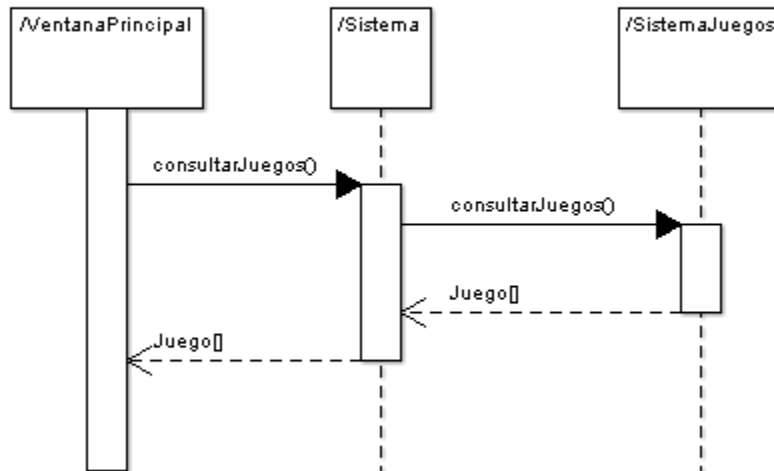 /VentanaPrincipal
/Sistema
/SistemaJuegos
consultarJuegos()
consultarJuegos()
Juego[]
Juego[]